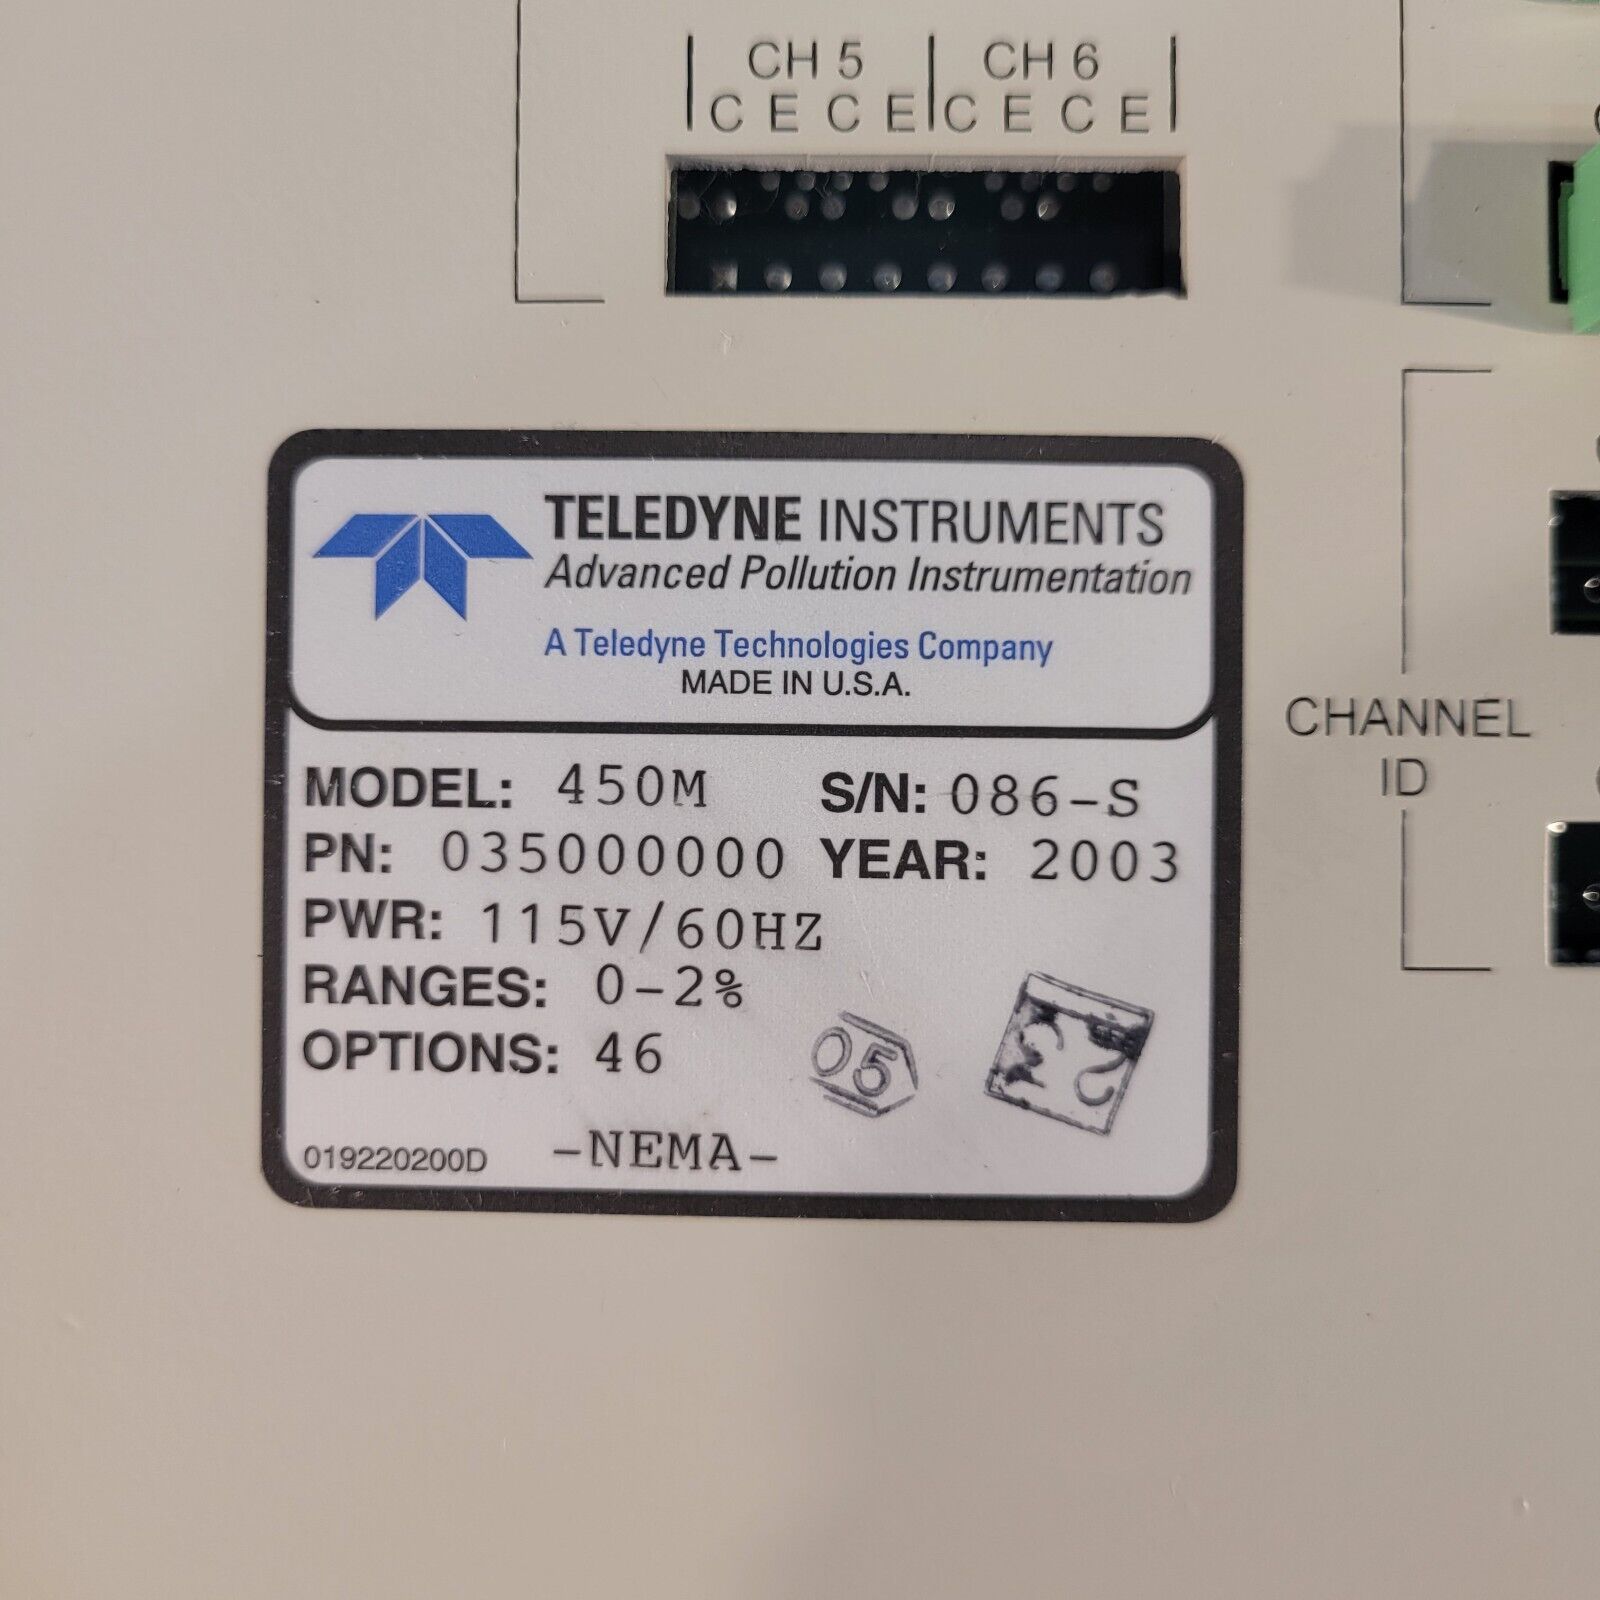 CH 5 CH 6
C E C E C E C E
TELEDYNE INSTRUMENTS
Advanced Pollution Instrumentation
A Teledyne Technologies Company
MADE IN U.S.A.
MODEL: 450M S/N: 086-S
PN: 035000000 YEAR: 2003
PWR: 115V/60HZ
RANGES: 0-2%
OPTIONS: 46
05
019220200D -NEMA-
CHANNEL
ID